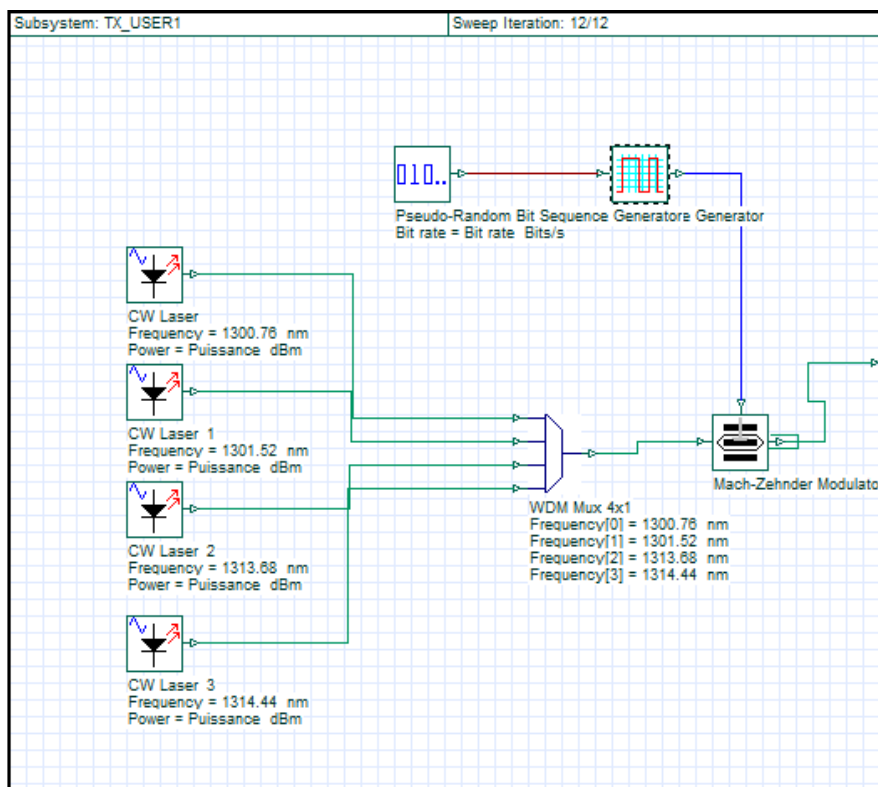 Subsystem: TX_USER1
Sweep Iteration: 12/12
010..
Pseudo-Random Bit Sequence Generatore Generator
Bit rate = Bit rate Bits/s
CW Laser
Frequency = 1300.76 nm
Power = Puissance dBm
CW Laser 1
Frequency = 1301.52 nm
Power = Puissance dBm
CW Laser 2
Frequency = 1313.68 nm
Power = Puissance dBm
CW Laser 3
Frequency = 1314.44 nm
Power = Puissance dBm
WDM Mux 4x1
Frequency[0] = 1300.76 nm
Frequency[1] = 1301.52 nm
Frequency[2] = 1313.68 nm
Frequency[3] = 1314.44 nm
Mach-Zehnder Modulato